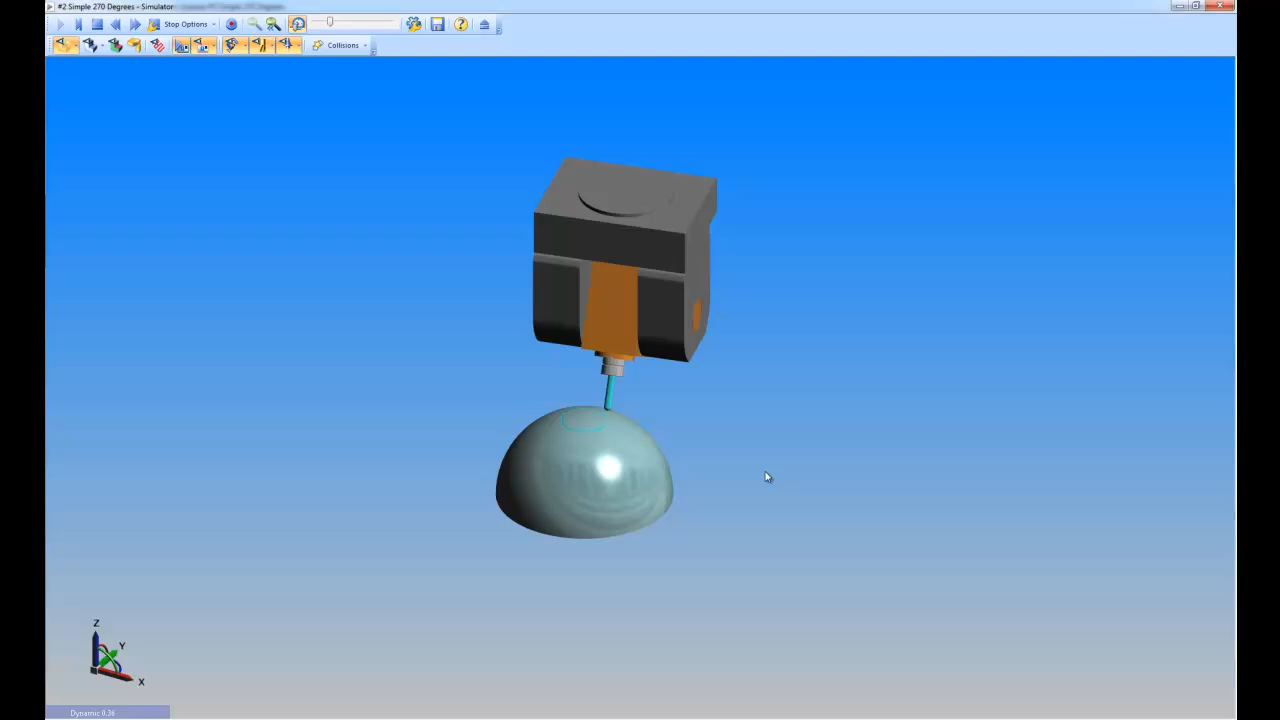 #2 Simple 270 Degrees - Simulator
Stop Options
Collisions
Z
Y
X
Dynamic 0.36